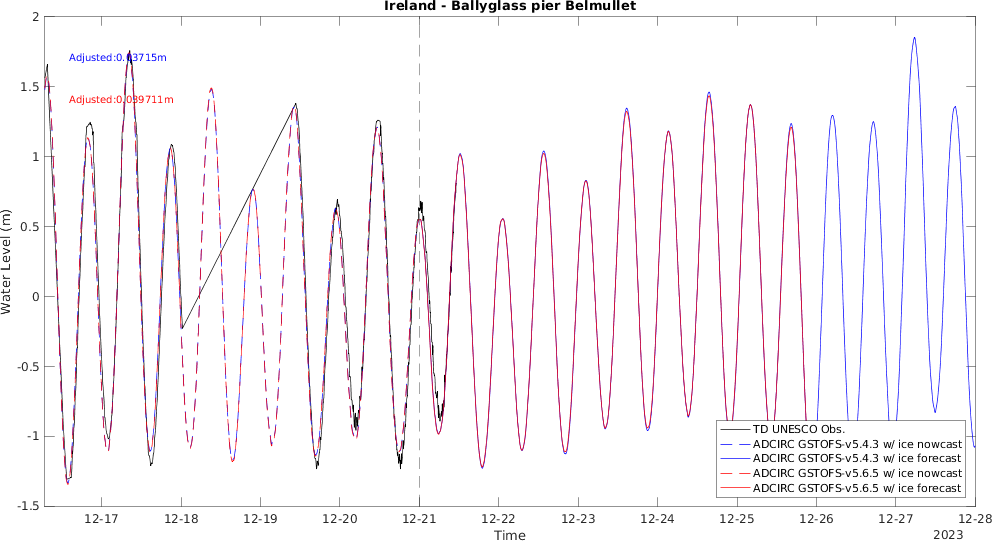 Ireland - Ballyglass pier Belmullet
2
1.5
1
0.5
0
-0.5
-1
-1.5
Water Level (m)
Adjusted:0.03715m
Adjusted:0.039711m
TD UNESCO Obs.
ADCIRC GSTOFS-v5.4.3 w/ ice nowcast
ADCIRC GSTOFS-v5.4.3 w/ ice forecast
ADCIRC GSTOFS-v5.6.5 w/ ice nowcast
ADCIRC GSTOFS-v5.6.5 w/ ice forecast
12-17 12-18 12-19 12-20 12-21 12-22 12-23 12-24 12-25 12-26 12-27 12-28
Time
2023